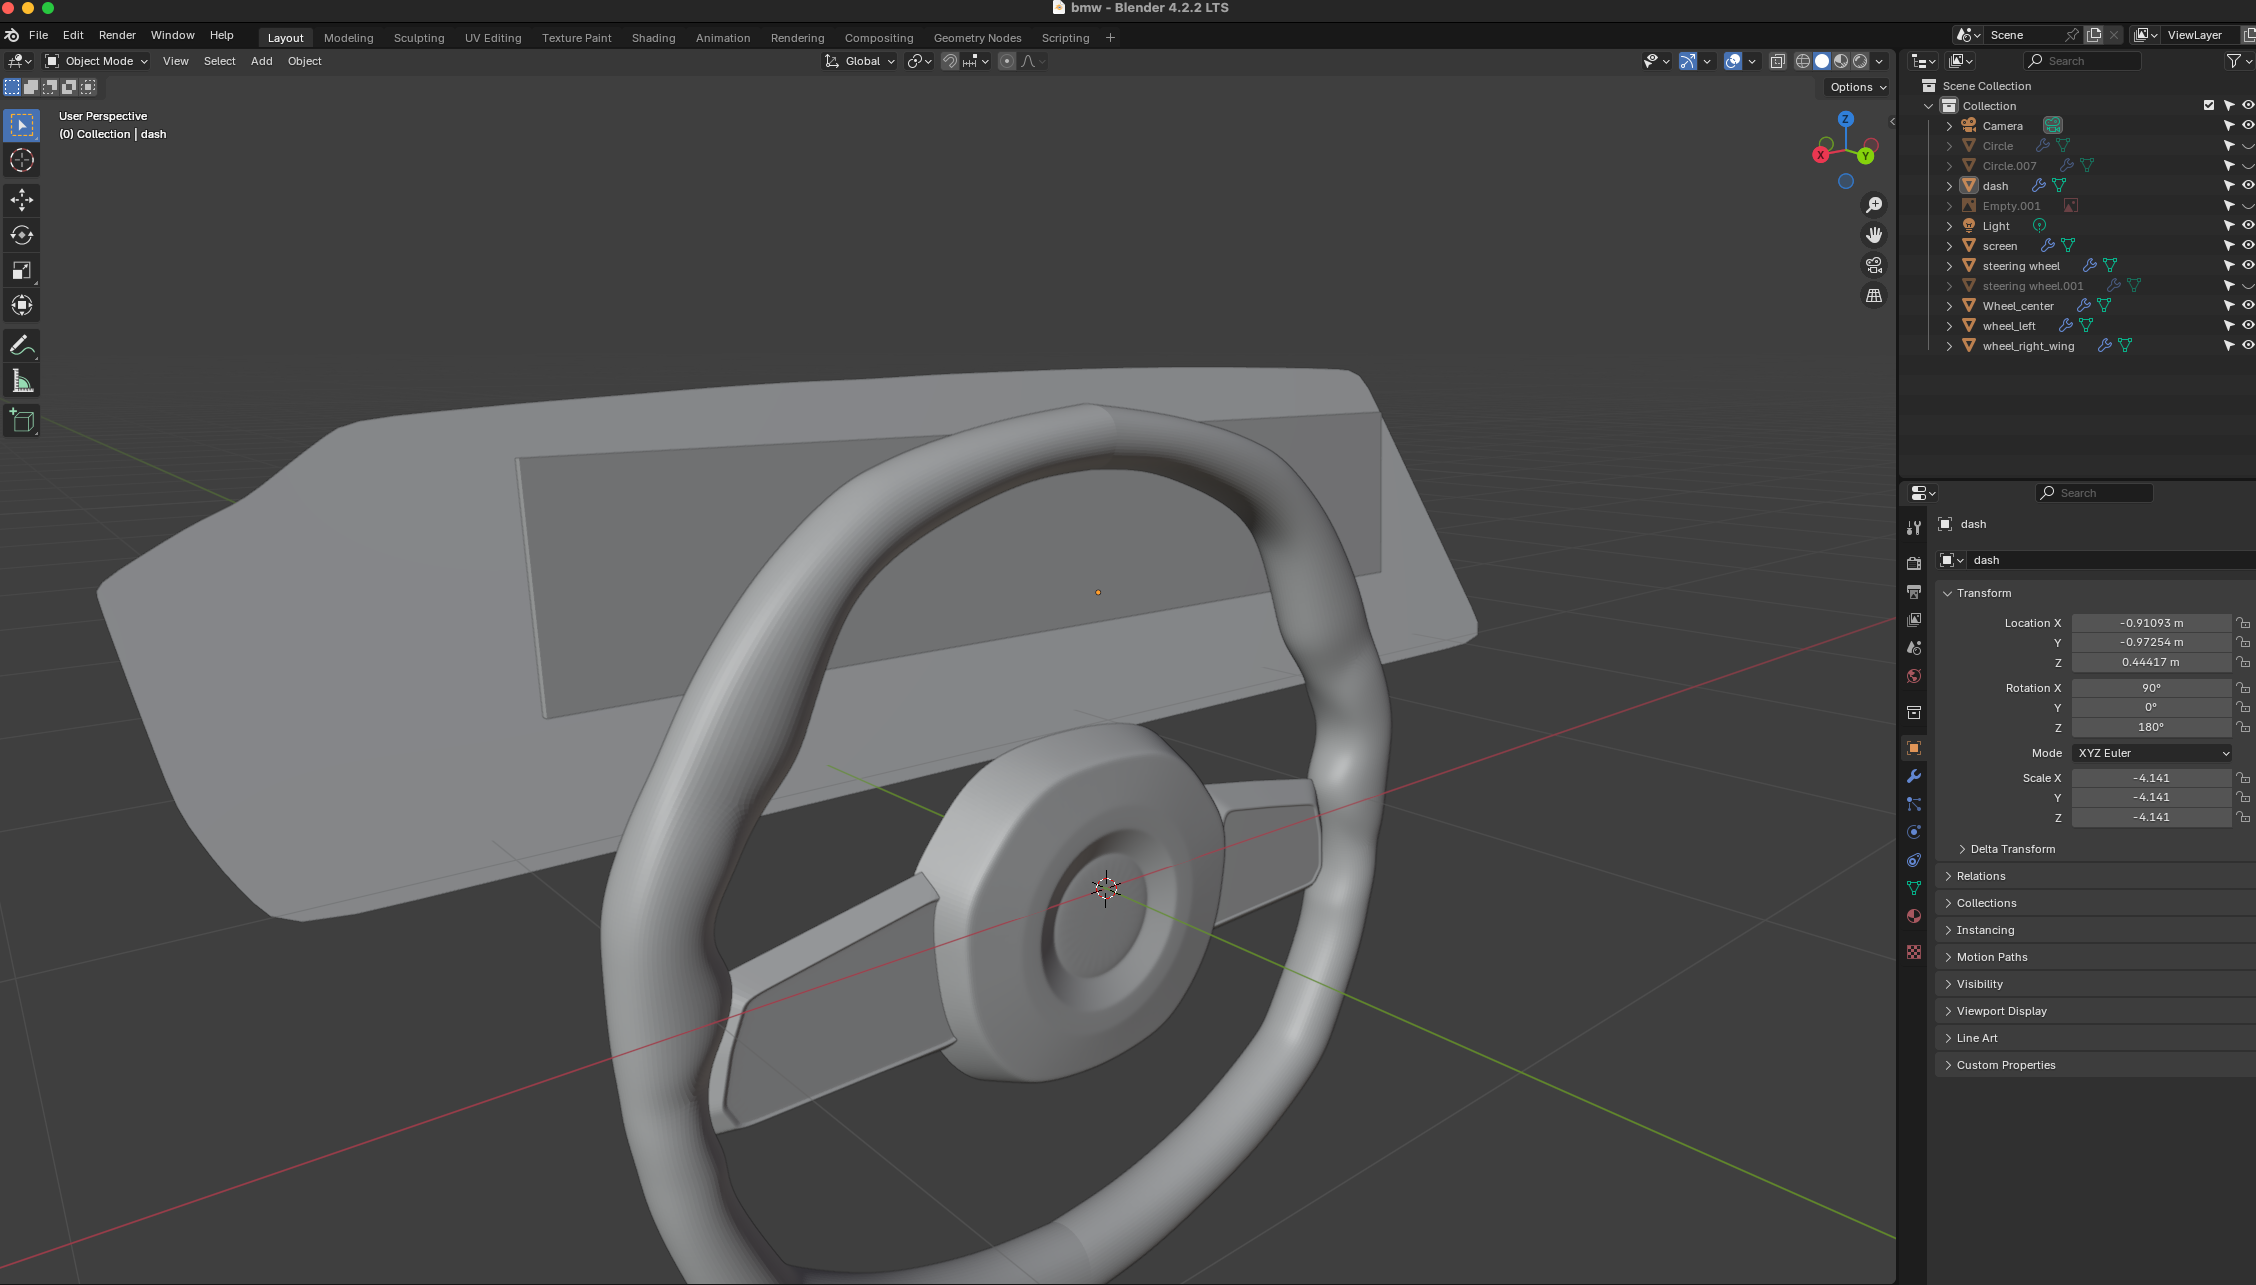 bmw - Blender 4.2.2 LTS
File Edit Render Window Help Layout Modeling Sculpting UV Editing Texture Paint Shading Animation Rendering Compositing Geometry Nodes Scripting + Scene ViewLayer
Object Mode View Select Add Object Global Search
Options
User Perspective
(0) Collection | dash
Z
X
Y
Scene Collection
Collection
Camera
Circle
Circle.007
dash
Empty.001
Light
screen
steering wheel
steering wheel.001
Wheel_center
wheel_left
wheel_right_wing
Search
dash
dash
Transform
Location X -0.91093 m
Y -0.97254 m
Z 0.44417 m
Rotation X 90°
Y 0°
Z 180°
Mode XYZ Euler
Scale X -4.141
Y -4.141
Z -4.141
Delta Transform
Relations
Collections
Instancing
Motion Paths
Visibility
Viewport Display
Line Art
Custom Properties